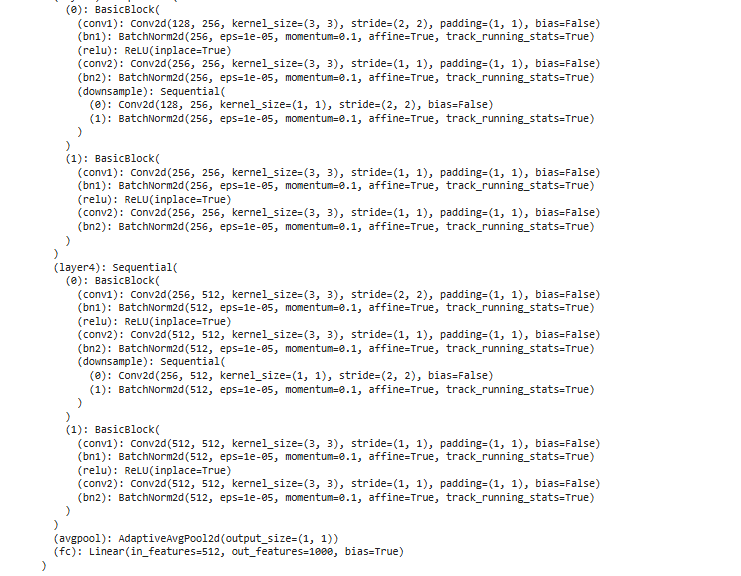 (0): BasicBlock(
(conv1): Conv2d(128, 256, kernel_size=(3, 3), stride=(2, 2), padding=(1, 1), bias=False)
(bn1): BatchNorm2d(256, eps=1e-05, momentum=0.1, affine=True, track_running_stats=True)
(relu): ReLU(inplace=True)
(conv2): Conv2d(256, 256, kernel_size=(3, 3), stride=(1, 1), padding=(1, 1), bias=False)
(bn2): BatchNorm2d(256, eps=1e-05, momentum=0.1, affine=True, track_running_stats=True)
(downsample): Sequential(
(0): Conv2d(128, 256, kernel_size=(1, 1), stride=(2, 2), bias=False)
(1): BatchNorm2d(256, eps=1e-05, momentum=0.1, affine=True, track_running_stats=True)
)
)
(1): BasicBlock(
(conv1): Conv2d(256, 256, kernel_size=(3, 3), stride=(1, 1), padding=(1, 1), bias=False)
(bn1): BatchNorm2d(256, eps=1e-05, momentum=0.1, affine=True, track_running_stats=True)
(relu): ReLU(inplace=True)
(conv2): Conv2d(256, 256, kernel_size=(3, 3), stride=(1, 1), padding=(1, 1), bias=False)
(bn2): BatchNorm2d(256, eps=1e-05, momentum=0.1, affine=True, track_running_stats=True)
)
)
(layer4): Sequential(
(0): BasicBlock(
(conv1): Conv2d(256, 512, kernel_size=(3, 3), stride=(2, 2), padding=(1, 1), bias=False)
(bn1): BatchNorm2d(512, eps=1e-05, momentum=0.1, affine=True, track_running_stats=True)
(relu): ReLU(inplace=True)
(conv2): Conv2d(512, 512, kernel_size=(3, 3), stride=(1, 1), padding=(1, 1), bias=False)
(bn2): BatchNorm2d(512, eps=1e-05, momentum=0.1, affine=True, track_running_stats=True)
(downsample): Sequential(
(0): Conv2d(256, 512, kernel_size=(1, 1), stride=(2, 2), bias=False)
(1): BatchNorm2d(512, eps=1e-05, momentum=0.1, affine=True, track_running_stats=True)
)
)
(1): BasicBlock(
(conv1): Conv2d(512, 512, kernel_size=(3, 3), stride=(1, 1), padding=(1, 1), bias=False)
(bn1): BatchNorm2d(512, eps=1e-05, momentum=0.1, affine=True, track_running_stats=True)
(relu): ReLU(inplace=True)
(conv2): Conv2d(512, 512, kernel_size=(3, 3), stride=(1, 1), padding=(1, 1), bias=False)
(bn2): BatchNorm2d(512, eps=1e-05, momentum=0.1, affine=True, track_running_stats=True)
)
)
(avgpool): AdaptiveAvgPool2d(output_size=(1, 1))
(fc): Linear(in_features=512, out_features=1000, bias=True)
)